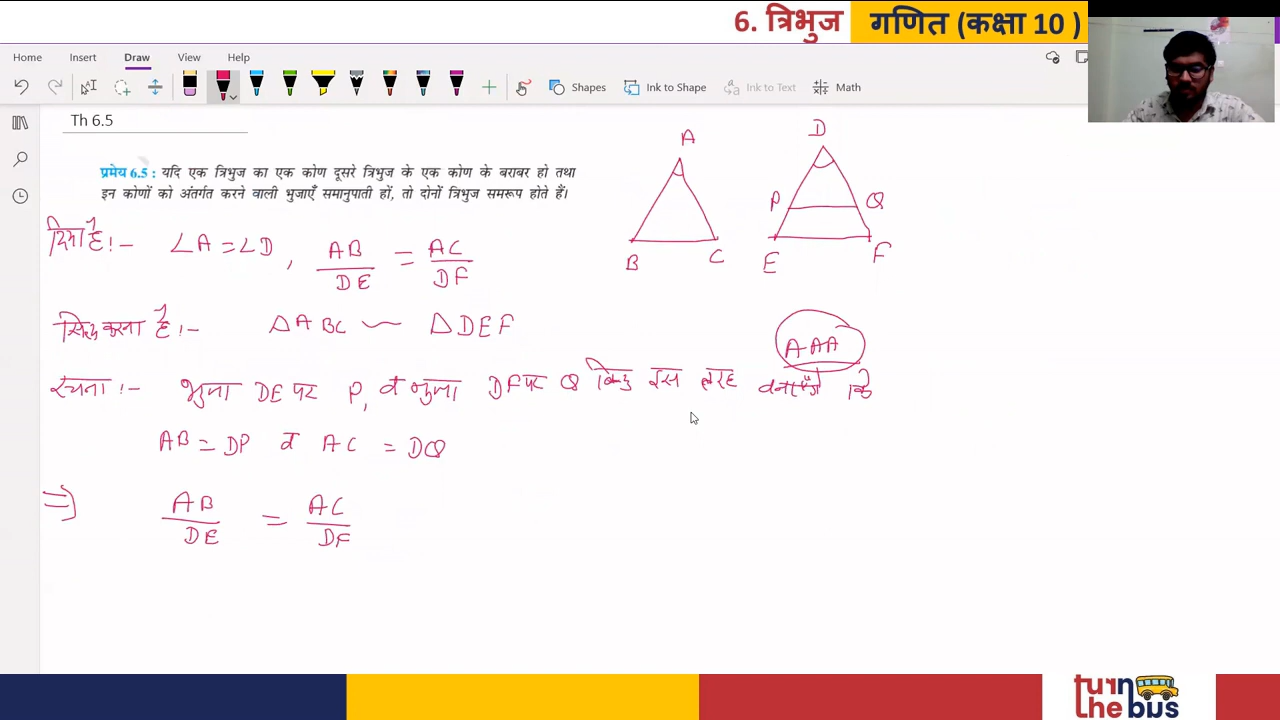 6. त्रिभुज गणित (कक्षा 10 )
Home Insert Draw View Help
Shapes Ink to Shape Ink to Text Math
Th 6.5
प्रमेय 6.5 : यदि एक त्रिभुज का एक कोण दूसरे त्रिभुज के एक कोण के बराबर हो तथा
इन कोणों को अंतर्गत करने वाली भुजाएँ समानुपाती हों, तो दोनों त्रिभुज समरूप होते हैं।
A
B C
D
P Q
E F
दिया है :- ∠A = ∠D , AB/DE = AC/DF
सिद्ध करना है :- △ABC ~ △DEF
AAA
रचना :- भुजा DE पर P, व भुजा DF पर Q बिन्दु इस तरह बनाएँगे कि
AB = DP व AC = DQ
⇒ AB/DE = AC/DF
turn
the bus